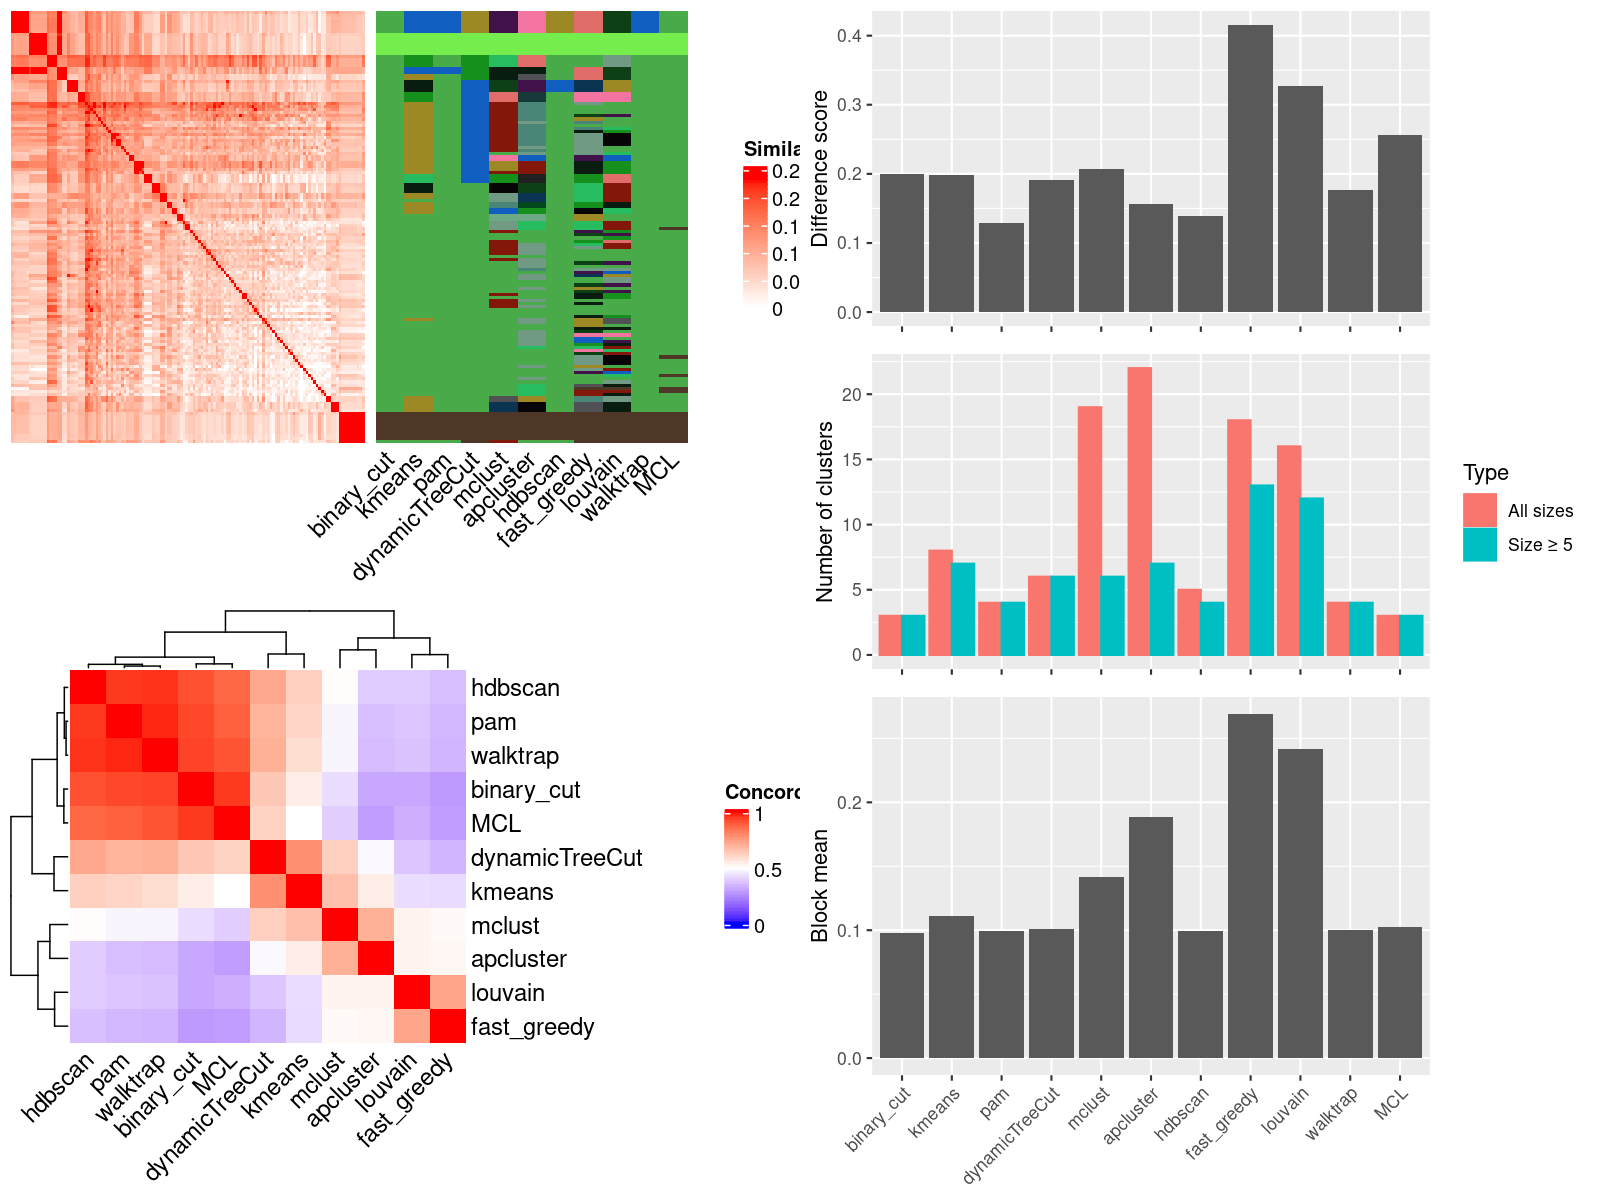 Simila
0.2
0.2
0.1
0.1
0.0
0
binary_cut
kmeans
pam
dynamicTreeCut
mclust
apcluster
hdbscan
fast_greedy
louvain
walktrap
MCL
hdbscan
pam
walktrap
binary_cut
MCL
dynamicTreeCut
kmeans
mclust
apcluster
louvain
fast_greedy
hdbscan
pam
walktrap
binary_cut
MCL
dynamicTreeCut
kmeans
mclust
apcluster
louvain
fast_greedy
Concord
1
0.5
0
Difference score
0.4
0.3
0.2
0.1
0.0
Number of clusters
20
15
10
5
0
Type
All sizes
Size ≥ 5
Block mean
0.2
0.1
0.0
binary_cut
kmeans
pam
dynamicTreeCut
mclust
apcluster
hdbscan
fast_greedy
louvain
walktrap
MCL